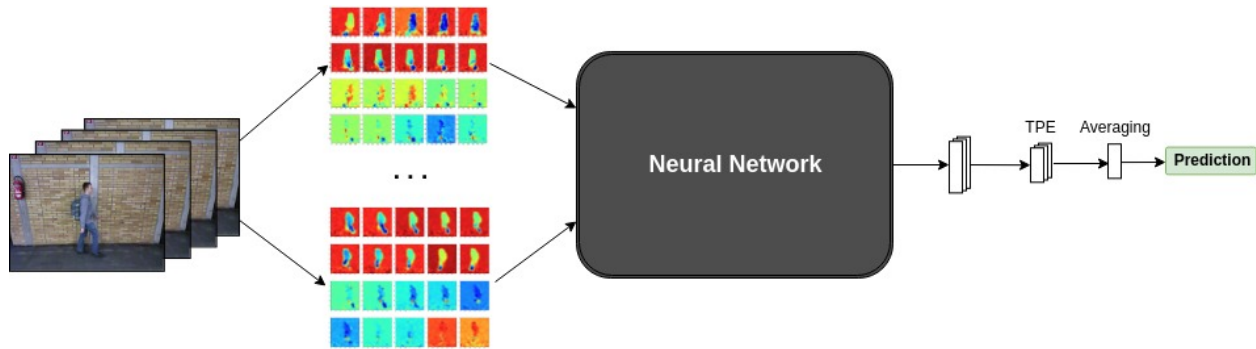 . . .
Neural Network
TPE
Averaging
Prediction